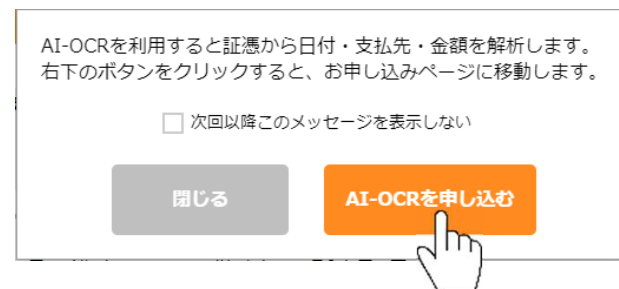 AI-OCRを利用すると証憑から日付・支払先・金額を解析します。
右下のボタンをクリックすると、お申し込みページに移動します。
次回以降このメッセージを表示しない
閉じる
AI-OCRを申し込む